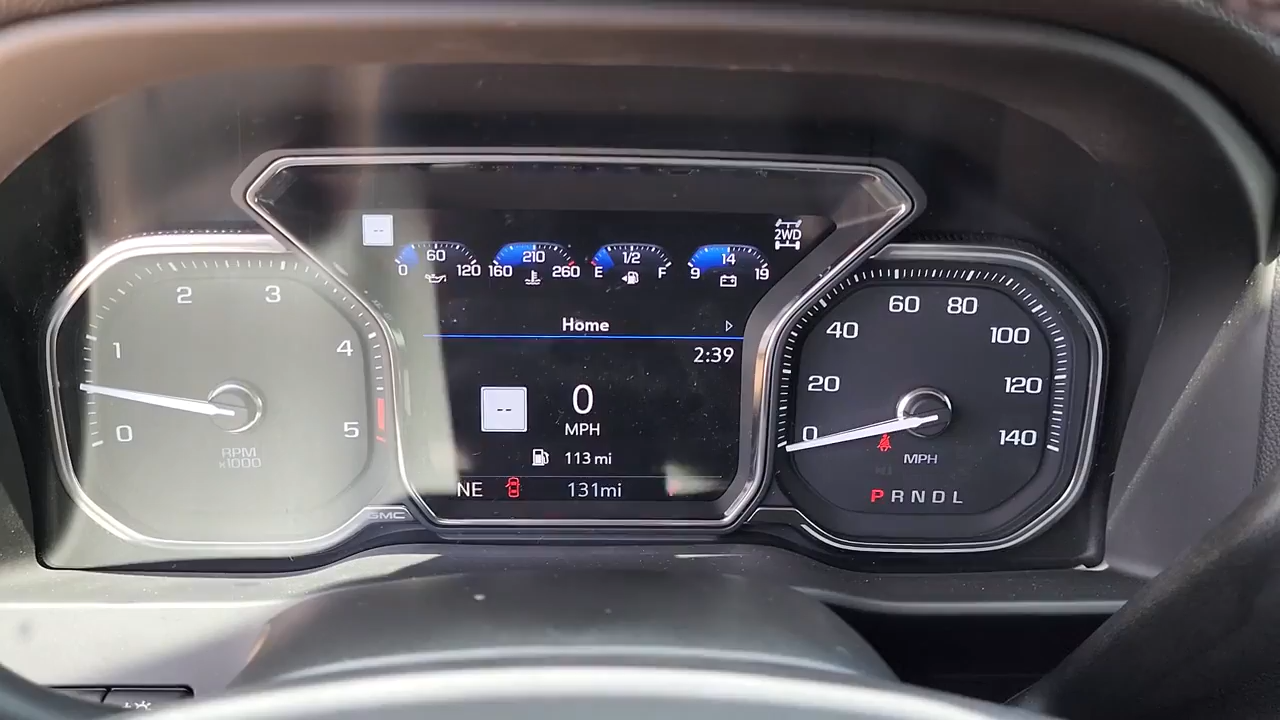 --
60
0 120
210
160 260
1/2
E F
14
9 19
2WD
Home
2:39
--
0
MPH
113 mi
NE 131mi
0 1 2 3 4 5
RPM
x1000
GMC
0 20 40 60 80 100 120 140
MPH
P R N D L